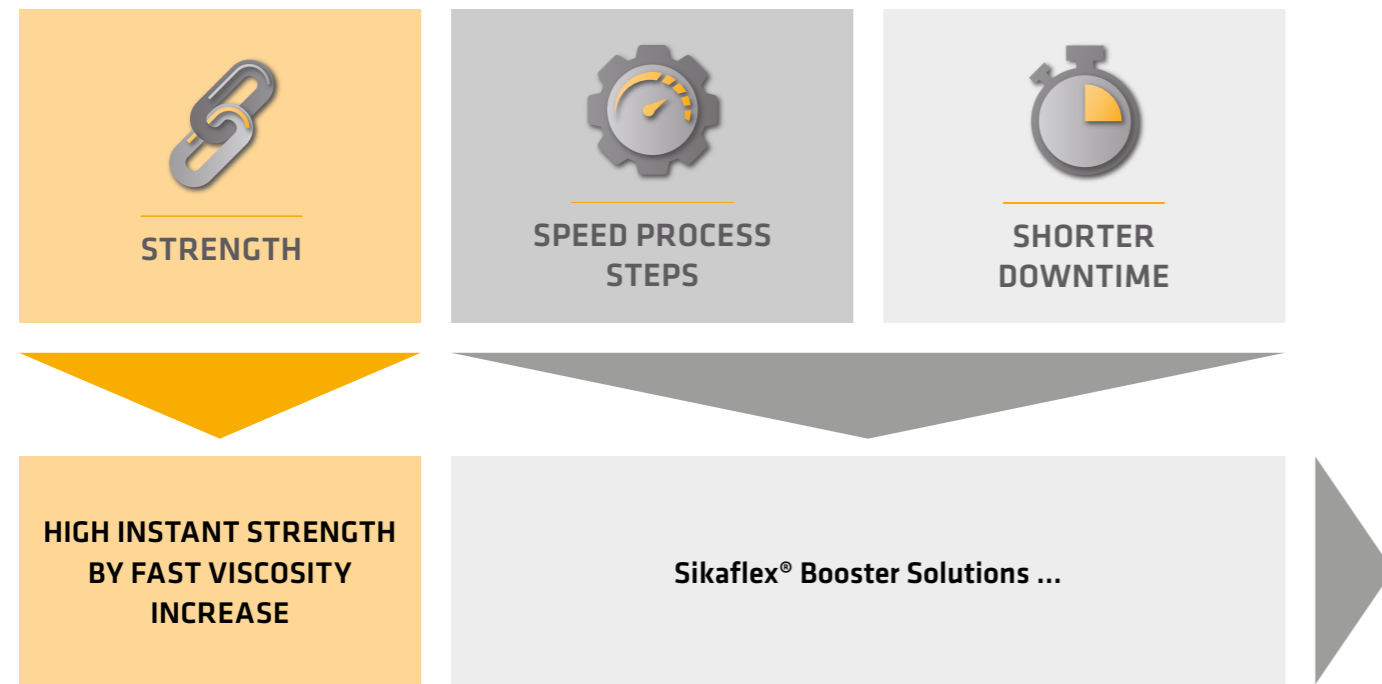 STRENGTH
SPEED PROCESS
STEPS
SHORTER
DOWNTIME
HIGH INSTANT STRENGTH
BY FAST VISCOSITY
INCREASE
Sikaflex® Booster Solutions ...